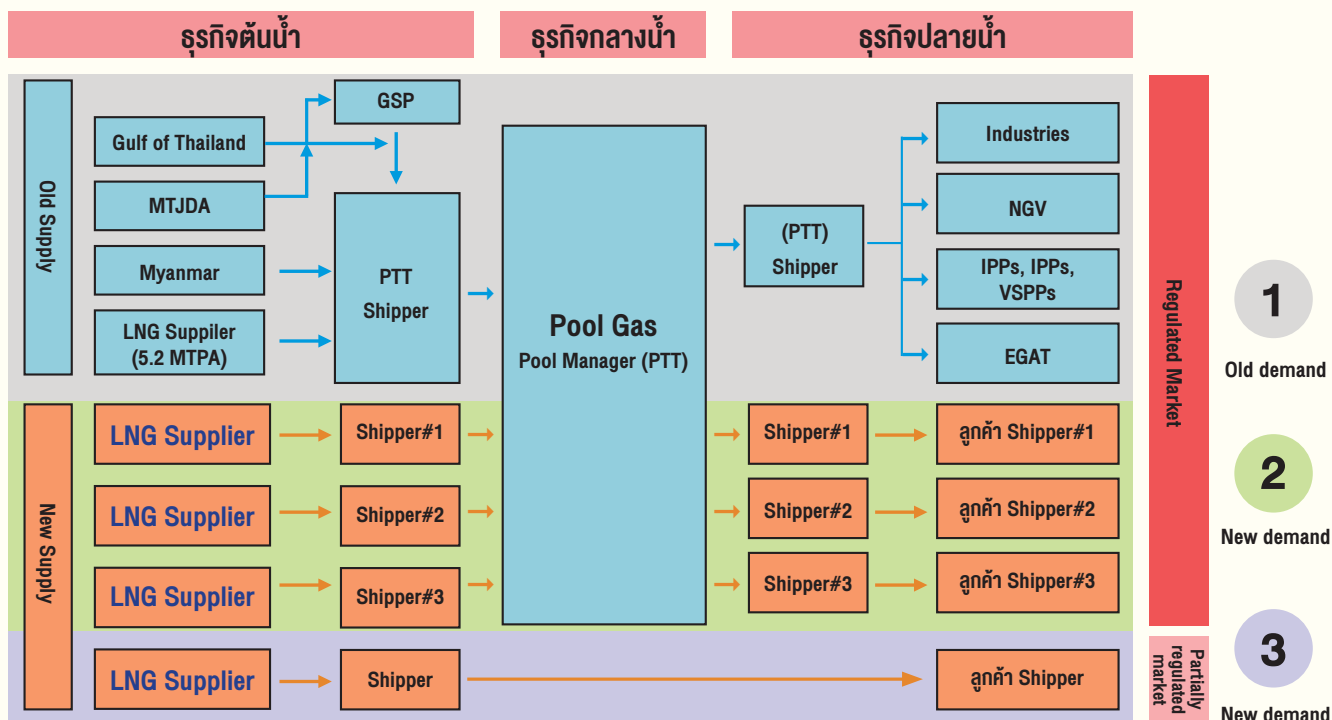 ธุรกิจต้นน้ำ
ธุรกิจกลางน้ำ
ธุรกิจปลายน้ำ
Old Supply
Gulf of Thailand
MTJDA
Myanmar
LNG Suppiler
(5.2 MTPA)
GSP
PTT
Shipper
Pool Gas
Pool Manager (PTT)
(PTT)
Shipper
Industries
NGV
IPPs, IPPs,
VSPPs
EGAT
Regulated Market
1
Old demand
New Supply
LNG Supplier
Shipper#1
Shipper#1
ลูกค้า Shipper#1
LNG Supplier
Shipper#2
Shipper#2
ลูกค้า Shipper#2
LNG Supplier
Shipper#3
Shipper#3
ลูกค้า Shipper#3
2
New demand
LNG Supplier
Shipper
ลูกค้า Shipper
Partially
regulated
market
3
New demand